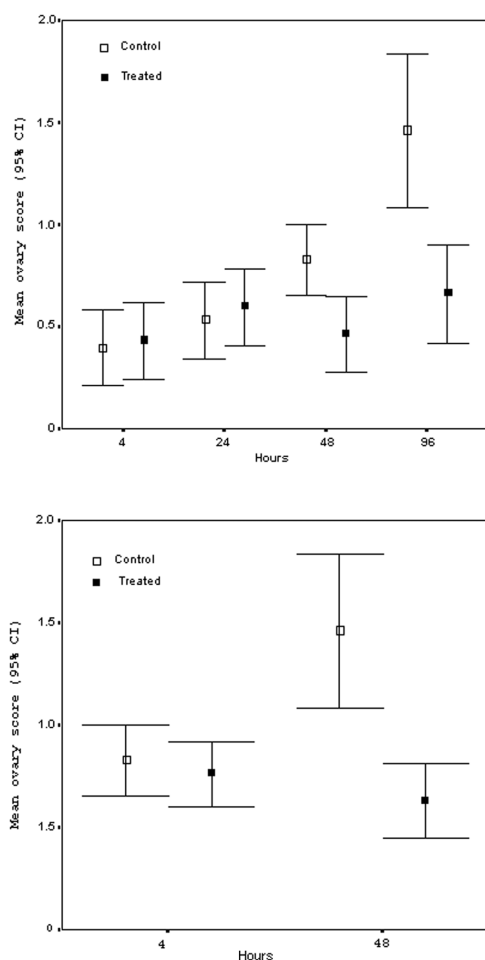 2.0
Control
Treated
1.5
1.0
0.5
0.
Mean ovary score (95% CI)
4 24 48 96
Hours
2.0
Control
Treated
1.5
1.0
1.5
0
Mean ovary score (95% CI)
4 48
Hours